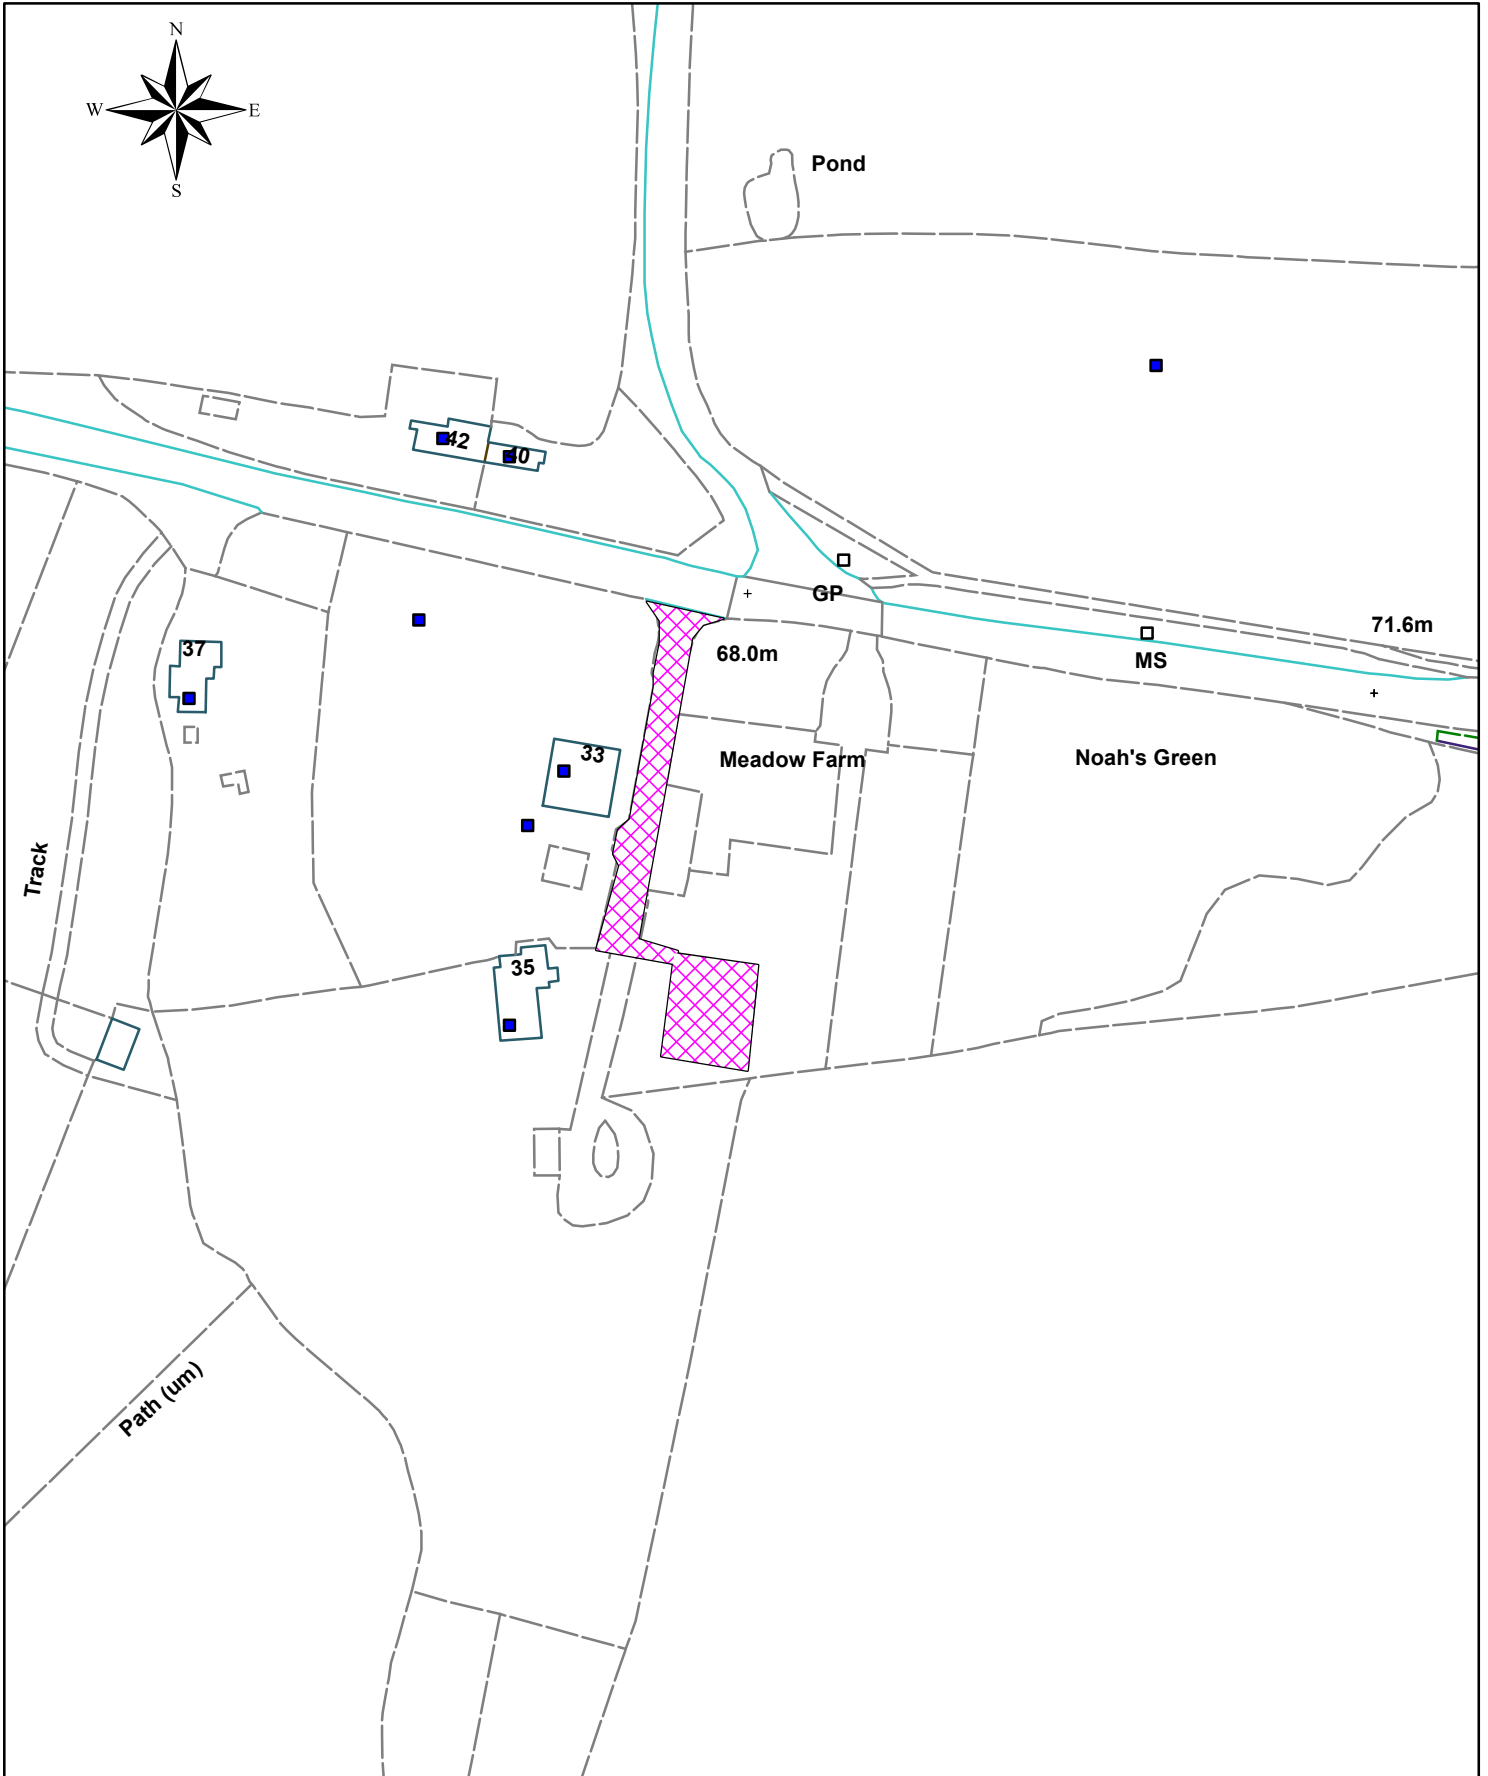 N
W E
S
Pond
42
40
GP
71.6m
37
68.0m
MS
33
Meadow Farm
Noah's Green
Track
35
Path (um)